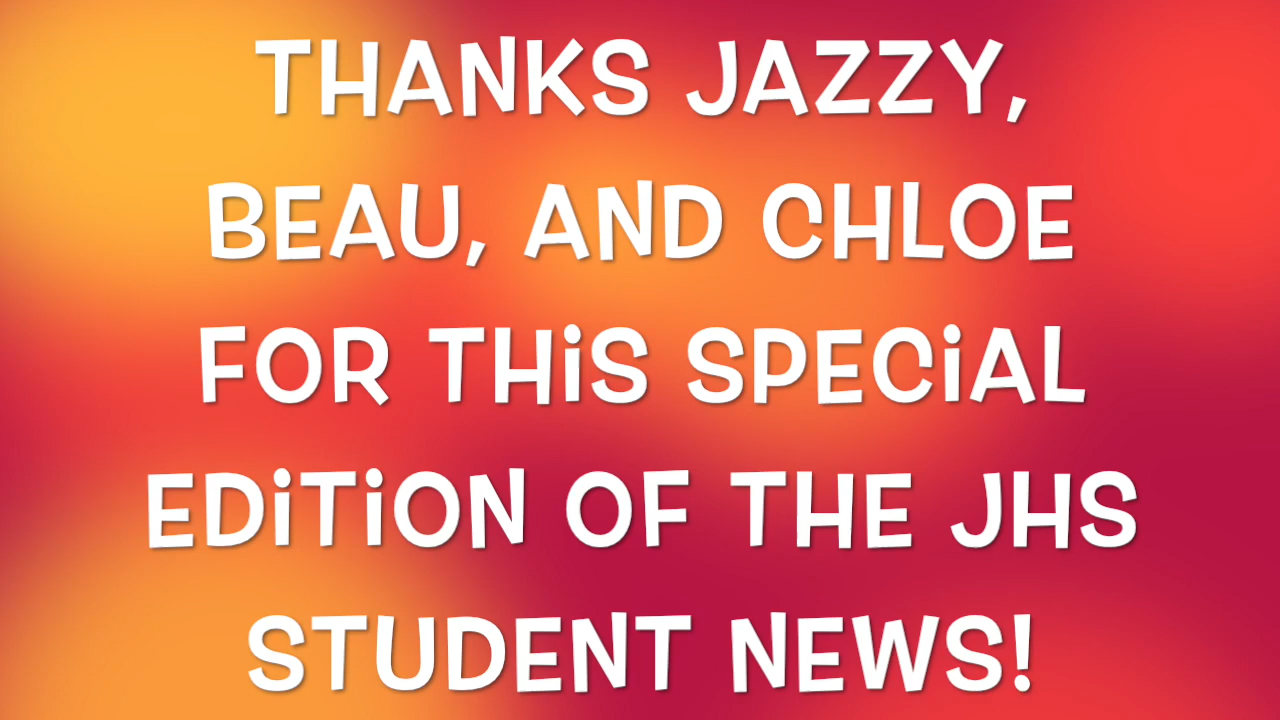 THANKS JAZZY,
BEAU, AND CHLOE
FOR THiS SPECiAL
EDiTiON OF THE JHS
STUDENT NEWS!